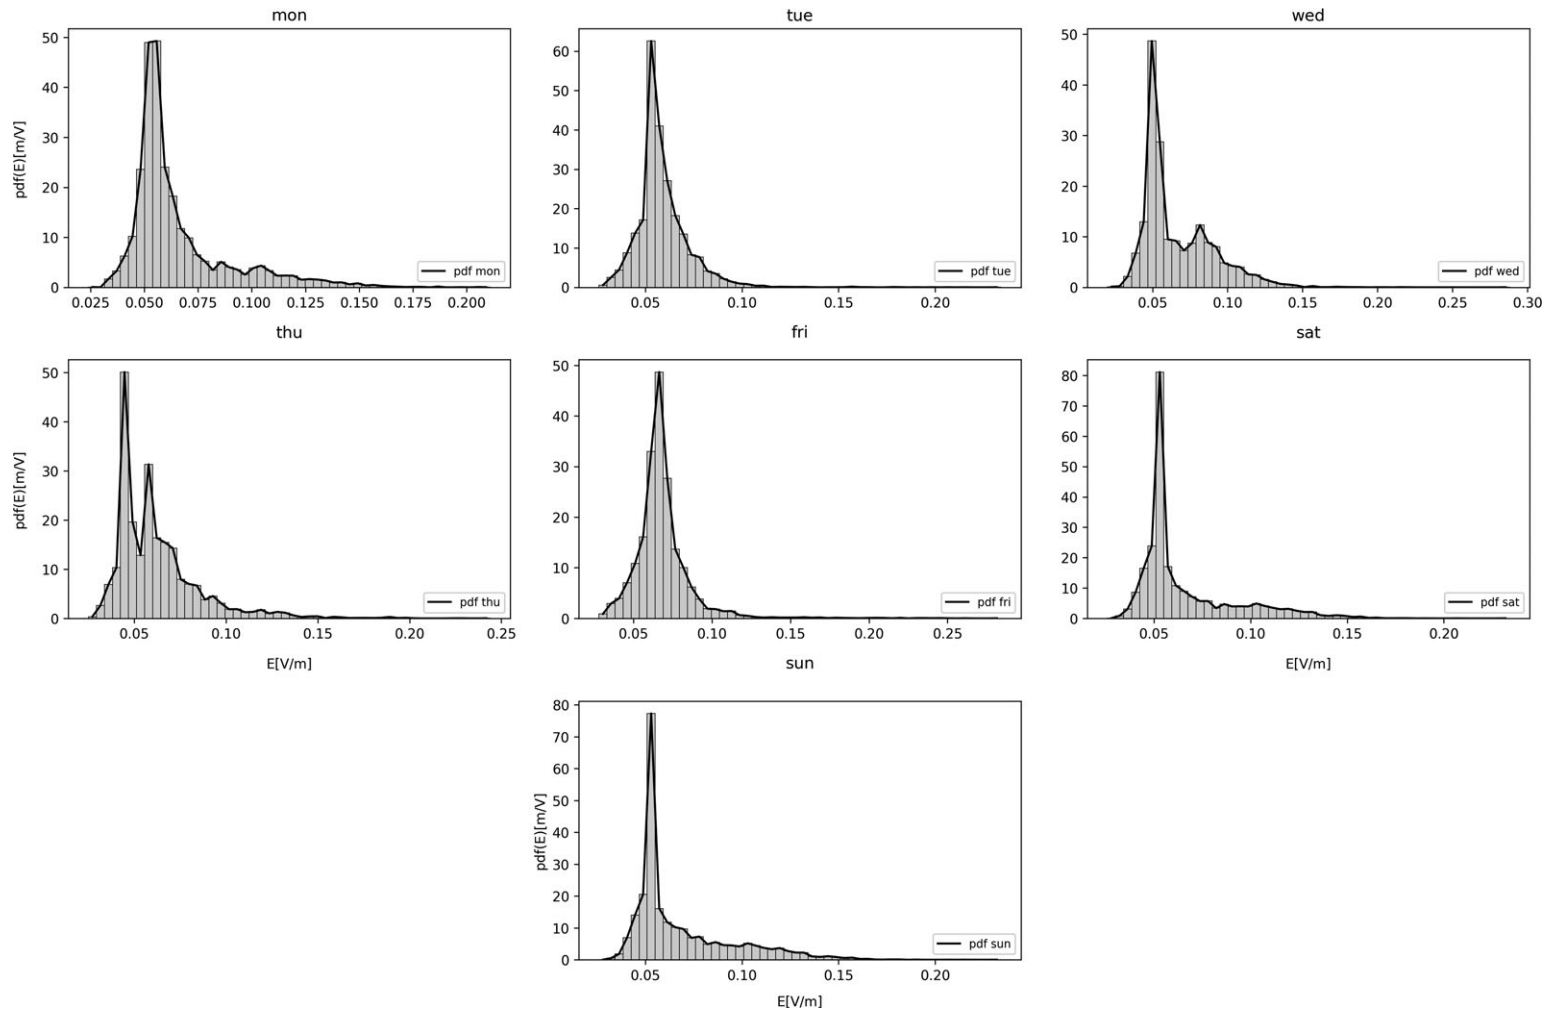 mon
pdf(E)[m/V]
50
40
30
20
10
0
0.025 0.050 0.075 0.100 0.125 0.150 0.175 0.200
pdf mon
tue
60
50
40
30
20
10
0
0.05 0.10 0.15 0.20
pdf tue
wed
50
40
30
20
10
0
0.05 0.10 0.15 0.20 0.25 0.30
pdf wed
thu
pdf(E)[m/V]
50
40
30
20
10
0
0.05 0.10 0.15 0.20 0.25
E[V/m]
pdf thu
fri
50
40
30
20
10
0
0.05 0.10 0.15 0.20 0.25
pdf fri
sat
80
70
60
50
40
30
20
10
0
0.05 0.10 0.15 0.20
E[V/m]
pdf sat
sun
pdf(E)[m/V]
80
70
60
50
40
30
20
10
0
0.05 0.10 0.15 0.20
E[V/m]
pdf sun